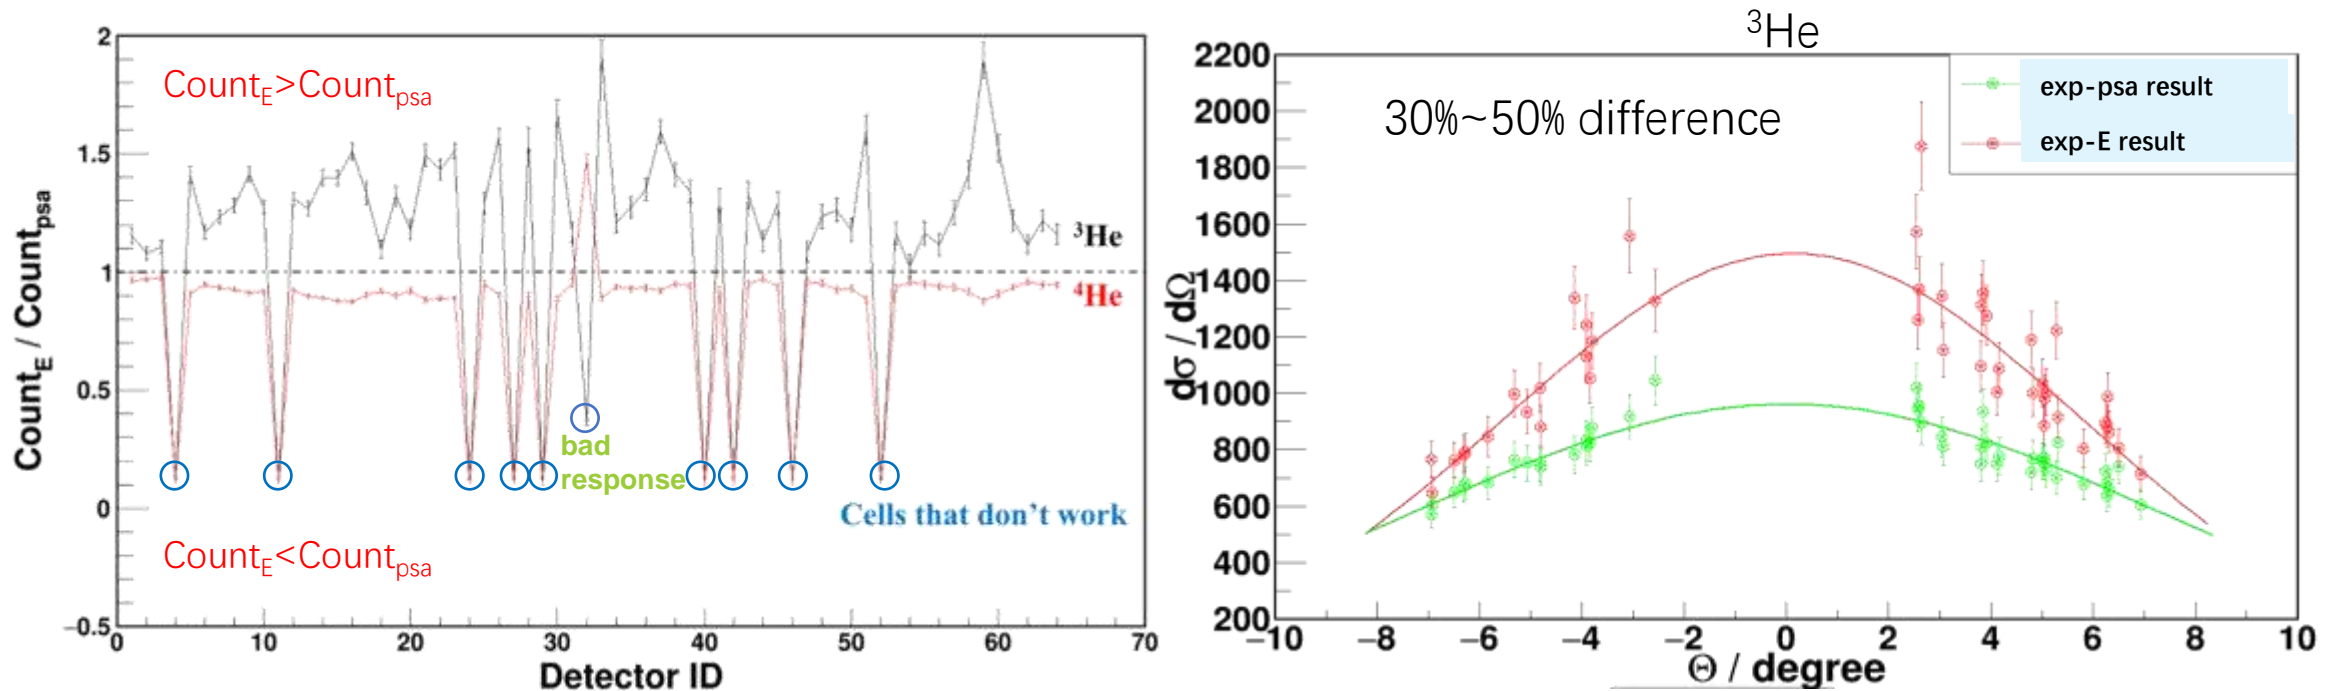 Count_E / Count_psa
2
1.5
1
0.5
0
−0.5
Count_E>Count_psa
³He
⁴He
bad
response
Cells that don't work
Count_E<Count_psa
0 10 20 30 40 50 60 70
Detector ID
³He
dσ / dΩ
2200
2000
1800
1600
1400
1200
1000
800
600
400
200
30%~50% difference
exp-psa result
exp-E result
−10 −8 −6 −4 −2 0 2 4 6 8 10
Θ / degree